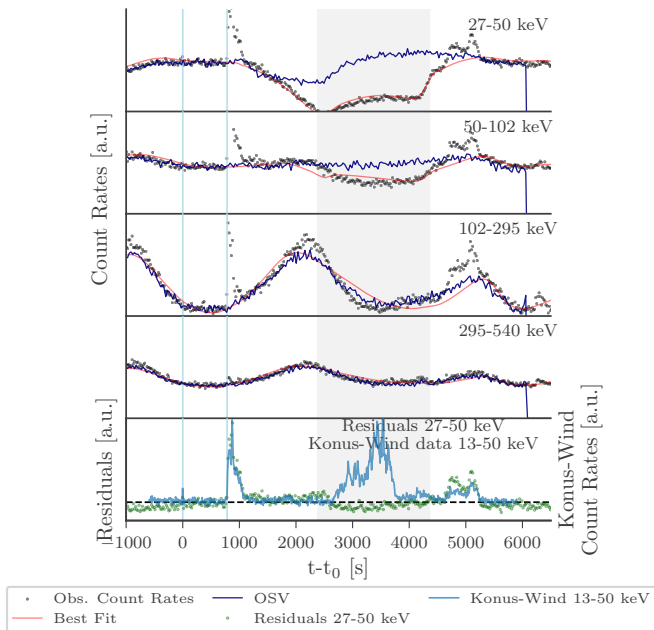 27-50 keV
50-102 keV
102-295 keV
295-540 keV
Count Rates [a.u.]
Residuals 27-50 keV
Konus-Wind data 13-50 keV
Residuals [a.u.]
Konus-Wind
Count Rates [a.u.]
−1000 0 1000 2000 3000 4000 5000 6000
t-t₀ [s]
Obs. Count Rates OSV Konus-Wind 13-50 keV
Best Fit Residuals 27-50 keV